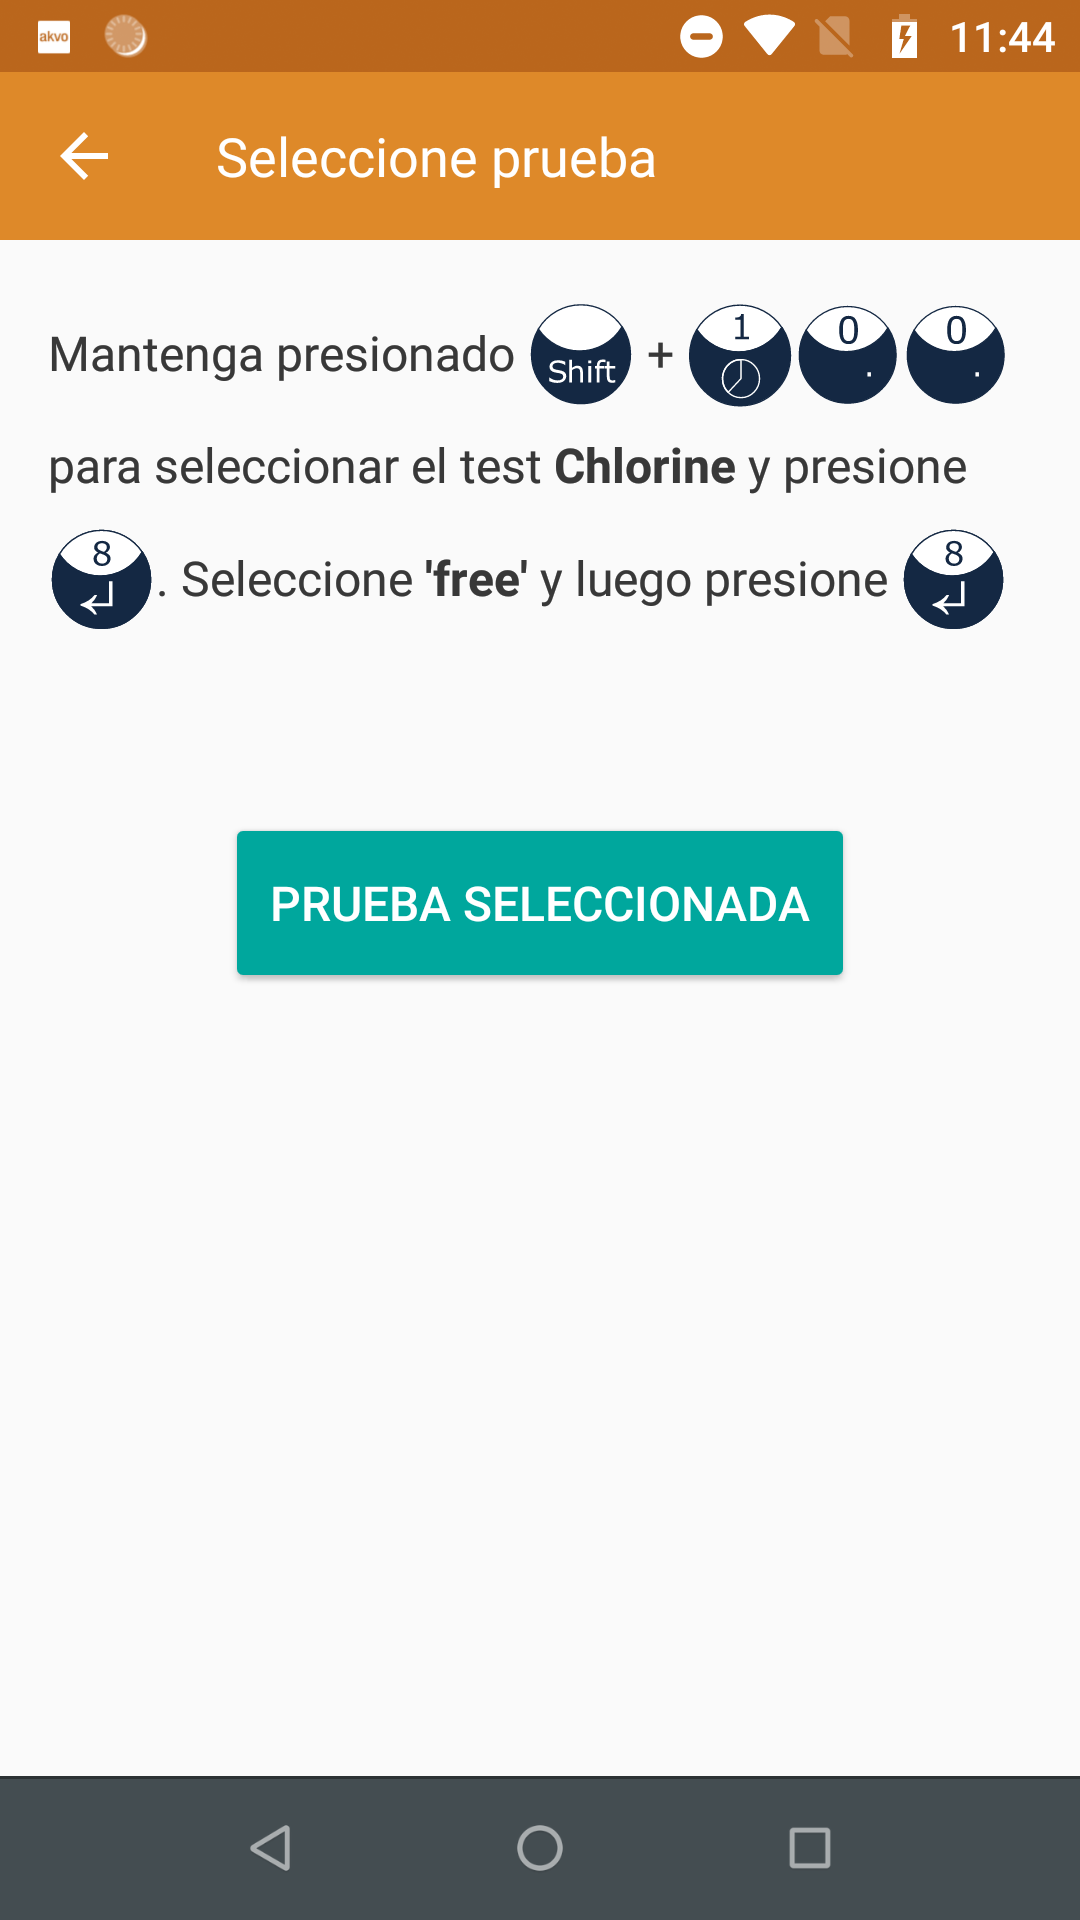 akvo 11:44
Seleccione prueba
Mantenga presionado Shift + 1 0 . 0 .
para seleccionar el test Chlorine y presione
8 . Seleccione 'free' y luego presione 8
PRUEBA SELECCIONADA